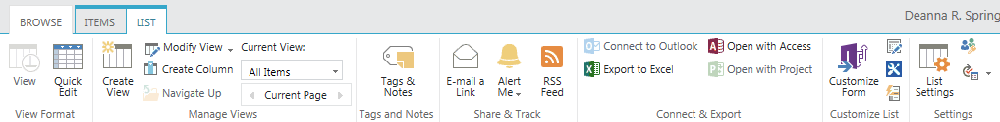 BROWSE
ITEMS
LIST
Deanna R. Spring
View
Quick
Edit
View Format
Create
View
Modify View
Create Column
Navigate Up
Current View:
All Items
Current Page
Manage Views
Tags &
Notes
Tags and Notes
E-mail a
Link
Alert
Me
RSS
Feed
Share & Track
Connect to Outlook
Export to Excel
Open with Access
Open with Project
Connect & Export
Customize
Form
Customize List
List
Settings
Settings